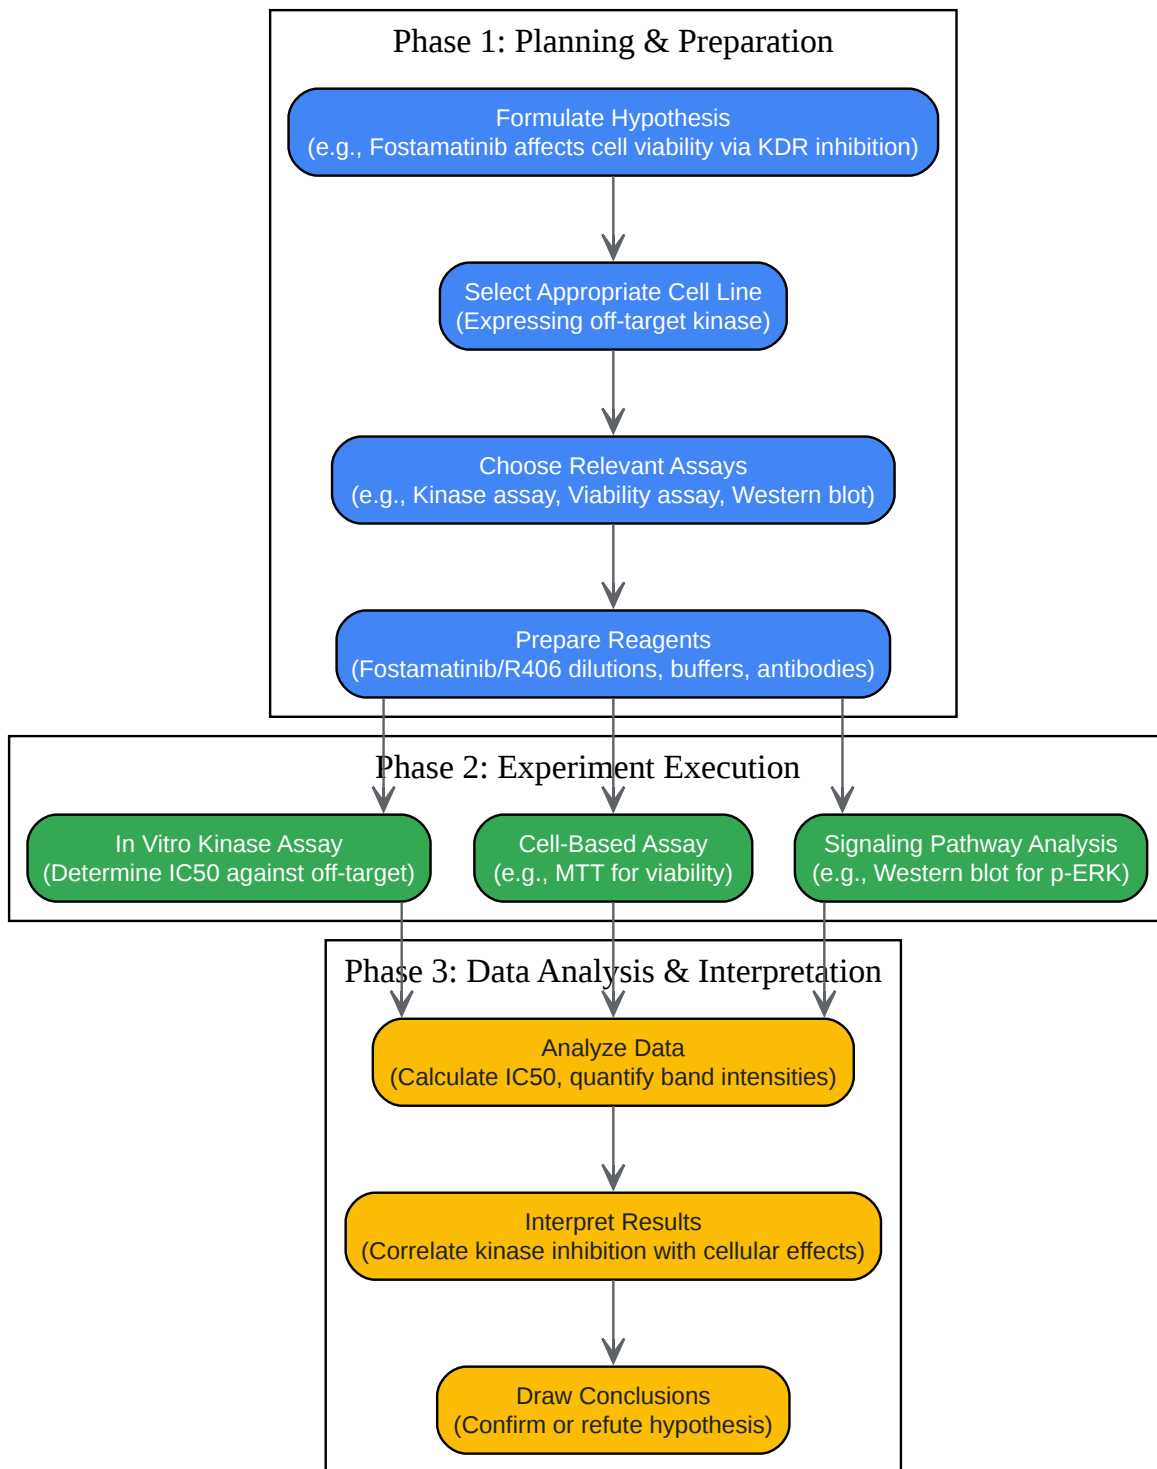 Phase 1: Planning & Preparation
Formulate Hypothesis
(e.g., Fostamatinib affects cell viability via KDR inhibition)
Select Appropriate Cell Line
(Expressing off-target kinase)
Choose Relevant Assays
(e.g., Kinase assay, Viability assay, Western blot)
Prepare Reagents
(Fostamatinib/R406 dilutions, buffers, antibodies)
Phase 2: Experiment Execution
In Vitro Kinase Assay
(Determine IC50 against off-target)
Cell-Based Assay
(e.g., MTT for viability)
Signaling Pathway Analysis
(e.g., Western blot for p-ERK)
Phase 3: Data Analysis & Interpretation
Analyze Data
(Calculate IC50, quantify band intensities)
Interpret Results
(Correlate kinase inhibition with cellular effects)
Draw Conclusions
(Confirm or refute hypothesis)